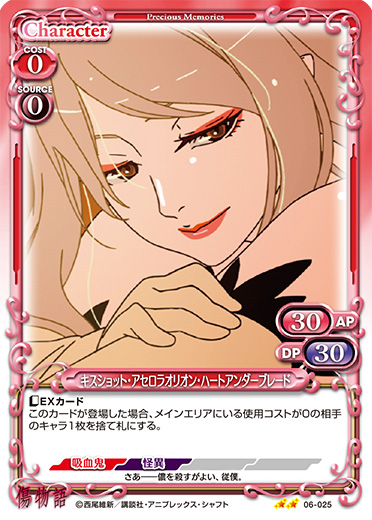 Precious Memories
Character
COST
0
SOURCE
0
30 AP
DP 30
キスショット・アセロラオリオン・ハートアンダーブレード
EXカード
このカードが登場した場合、メインエリアにいる使用コストが0の相手
のキャラ1枚を捨て札にする。
吸血鬼 怪異
さあ――儂を殺すがよい、従僕。
傷物語
©西尾維新／講談社・アニプレックス・シャフト
06-025